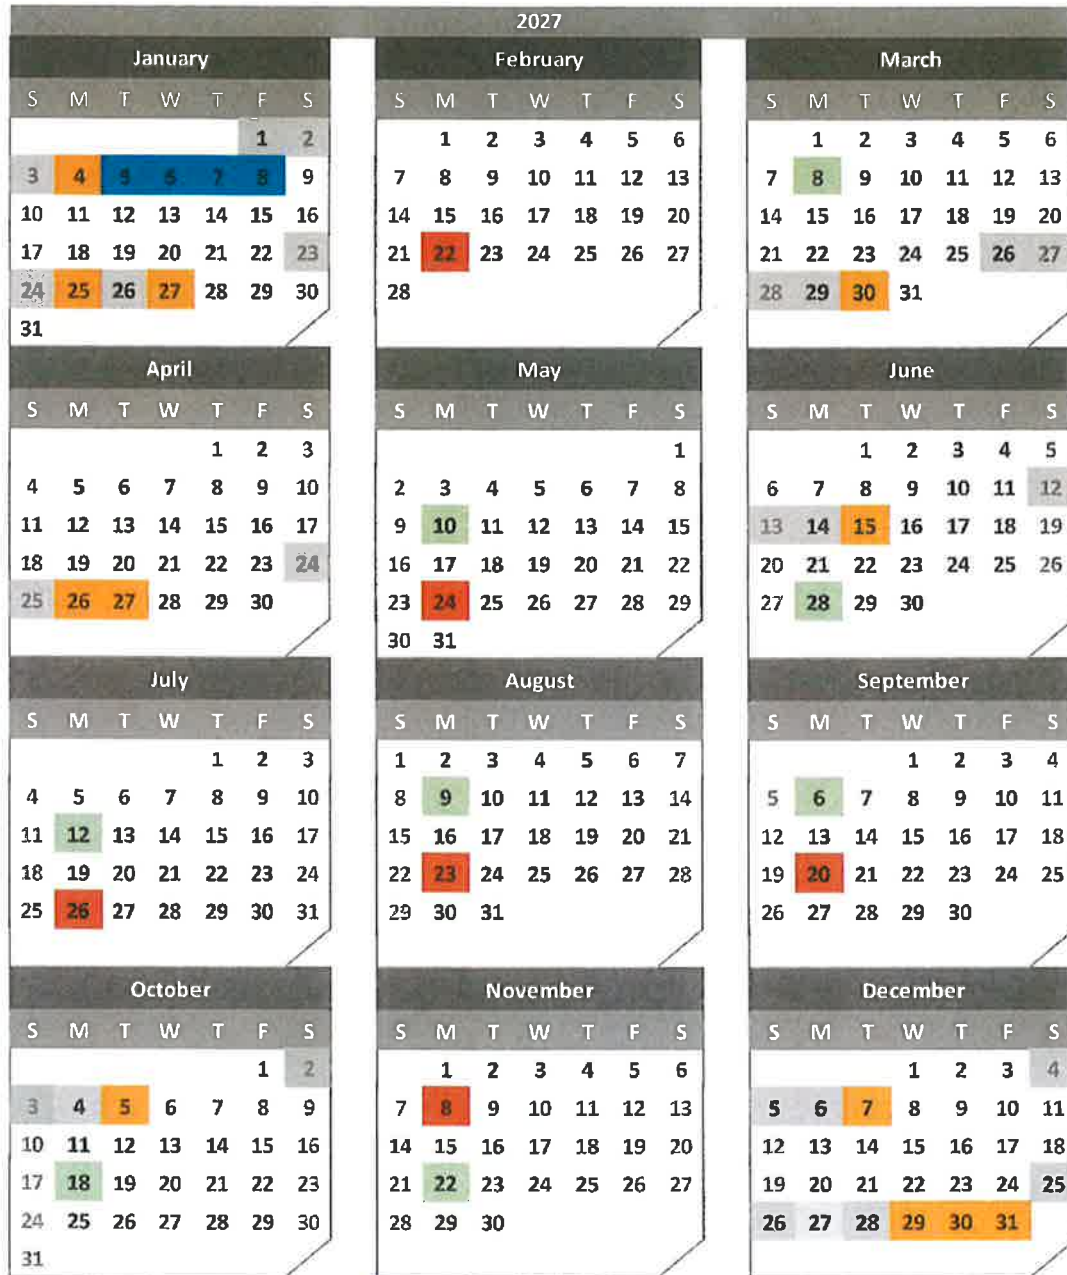 2027
January February March
S M T W T F S S M T W T F S S M T W T F S
1 2 1 2 3 4 5 6 1 2 3 4 5 6
3 4 5 6 7 8 9 7 8 9 10 11 12 13 7 8 9 10 11 12 13
10 11 12 13 14 15 16 14 15 16 17 18 19 20 14 15 16 17 18 19 20
17 18 19 20 21 22 23 21 22 23 24 25 26 27 21 22 23 24 25 26 27
24 25 26 27 28 29 30 28 28 29 30 31
31
April May June
S M T W T F S S M T W T F S S M T W T F S
1 2 3 1 1 2 3 4 5
4 5 6 7 8 9 10 2 3 4 5 6 7 8 6 7 8 9 10 11 12
11 12 13 14 15 16 17 9 10 11 12 13 14 15 13 14 15 16 17 18 19
18 19 20 21 22 23 24 16 17 18 19 20 21 22 20 21 22 23 24 25 26
25 26 27 28 29 30 23 24 25 26 27 28 29 27 28 29 30
30 31
July August September
S M T W T F S S M T W T F S S M T W T F S
1 2 3 1 2 3 4 5 6 7 1 2 3 4
4 5 6 7 8 9 10 8 9 10 11 12 13 14 5 6 7 8 9 10 11
11 12 13 14 15 16 17 15 16 17 18 19 20 21 12 13 14 15 16 17 18
18 19 20 21 22 23 24 22 23 24 25 26 27 28 19 20 21 22 23 24 25
25 26 27 28 29 30 31 29 30 31 26 27 28 29 30
October November December
S M T W T F S S M T W T F S S M T W T F S
1 2 1 2 3 4 5 6 1 2 3 4
3 4 5 6 7 8 9 7 8 9 10 11 12 13 5 6 7 8 9 10 11
10 11 12 13 14 15 16 14 15 16 17 18 19 20 12 13 14 15 16 17 18
17 18 19 20 21 22 23 21 22 23 24 25 26 27 19 20 21 22 23 24 25
24 25 26 27 28 29 30 28 29 30 26 27 28 29 30 31
31